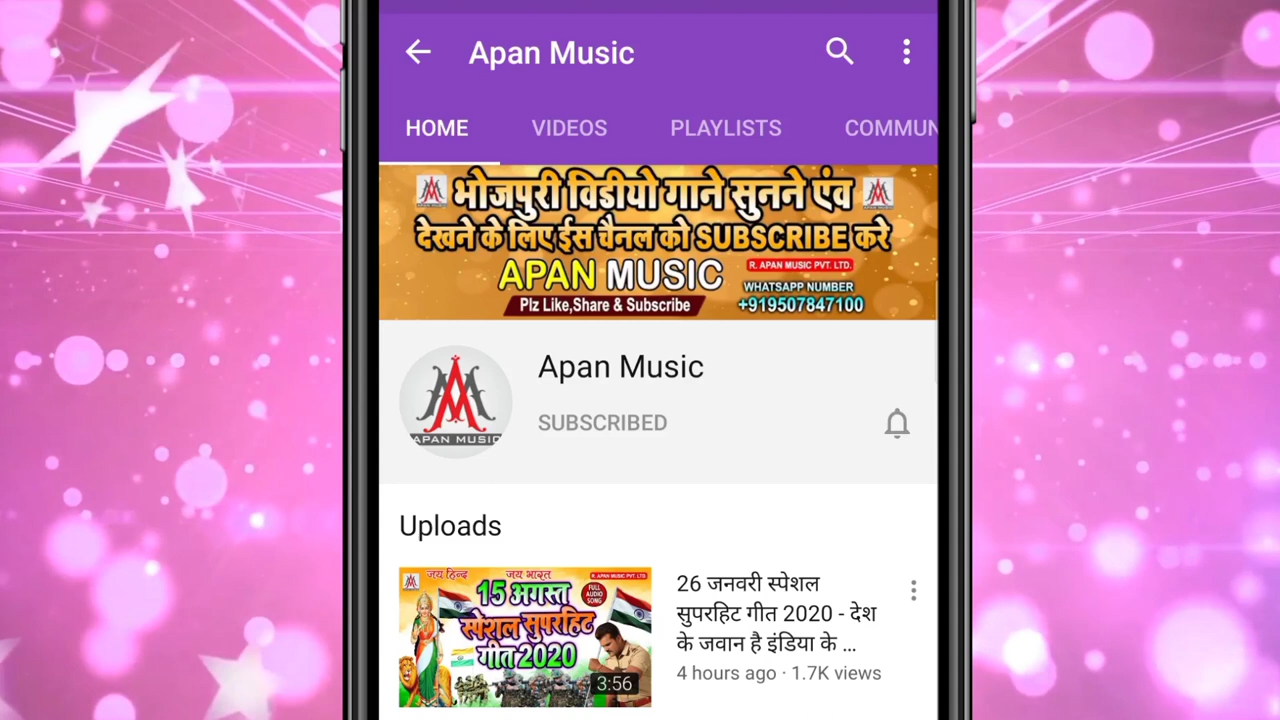 Apan Music
HOME VIDEOS PLAYLISTS COMMUN
भोजपुरी विडीयो गाने सुनने एंव
देखने के लिए ईस चैनल को SUBSCRIBE करे
APAN MUSIC
R. APAN MUSIC PVT. LTD.
WHATSAPP NUMBER
Plz Like,Share & Subscribe
+919507847100
Apan Music
SUBSCRIBED
APAN MUSIC
Uploads
जय हिन्द जय भारत
R. APAN MUSIC PVT. LTD
15 अगस्त
FULL
AUDIO
SONG
स्पेशल सुपरहिट
गीत 2020
3:56
26 जनवरी स्पेशल
सुपरहिट गीत 2020 - देश
के जवान है इंडिया के ...
4 hours ago · 1.7K views